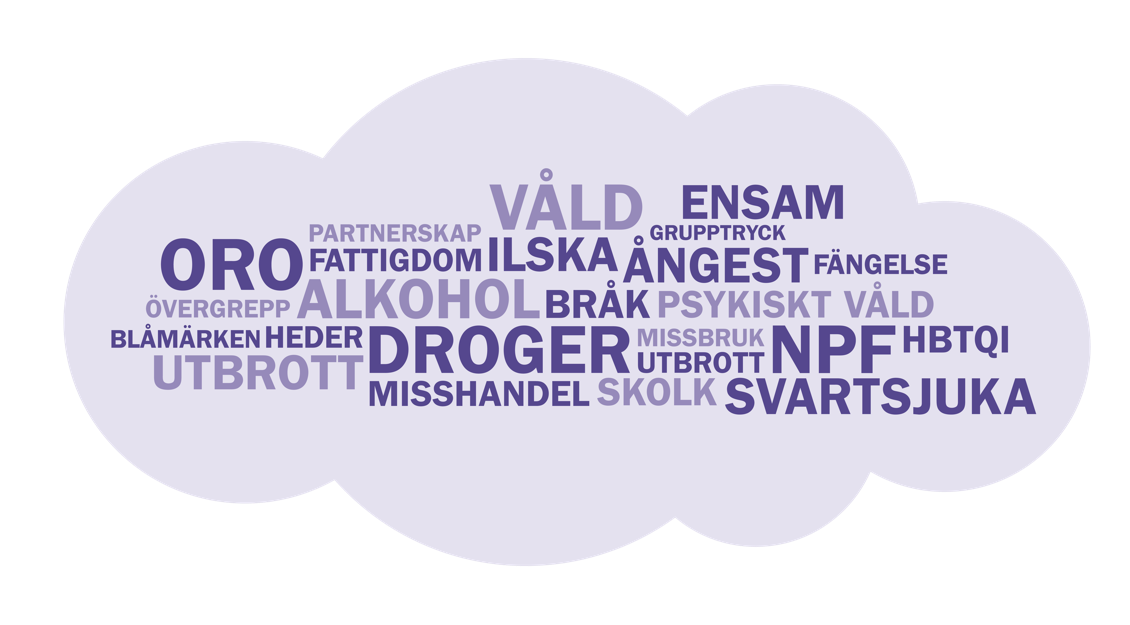 VÅLD ENSAM
PARTNERSKAP GRUPPTRYCK
ORO FATTIGDOM ILSKA ÅNGEST FÄNGELSE
ÖVERGREPP ALKOHOL BRÅK PSYKISKT VÅLD
BLÅMÄRKEN HEDER DROGER MISSBRUK NPF HBTQI
UTBROTT UTBROTT
MISSHANDEL SKOLK SVARTSJUKA